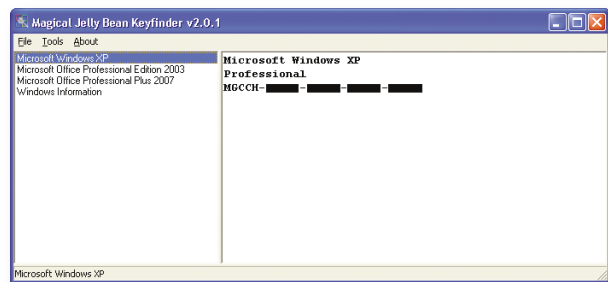 Magical Jelly Bean Keyfinder v2.0.1
File Tools About
Microsoft Windows XP
Microsoft Office Professional Edition 2003
Microsoft Office Professional Plus 2007
Windows Information
Microsoft Windows XP
Professional
MGCCH-
Microsoft Windows XP